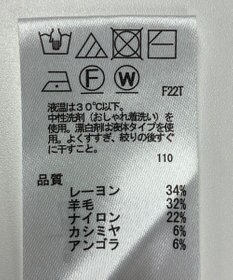 F W
F22T
液温は30℃以下。
中性洗剤(おしゃれ着洗い)を
使用。漂白剤は液体タイプを使
用。よくすすぎ、絞りの後すぐ
に干すこと。
110
品質
レーヨン 34%
羊毛 32%
ナイロン 22%
カシミヤ 6%
アンゴラ 6%